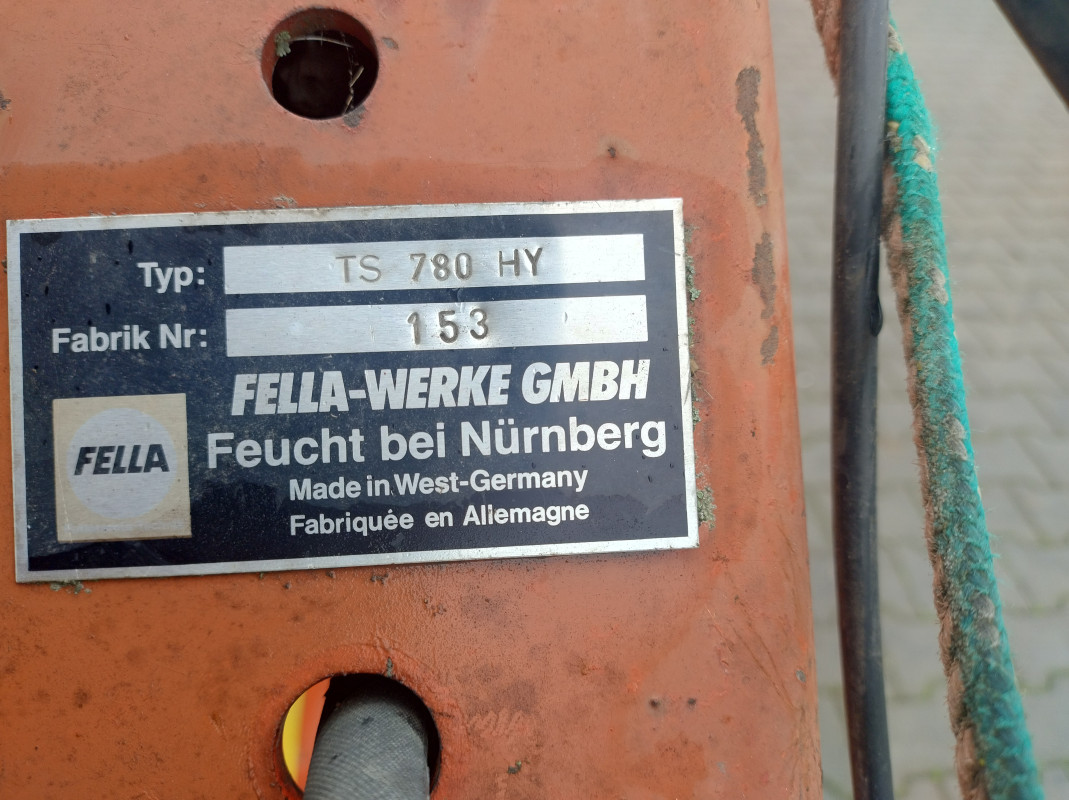 Typ: TS 780 HY
Fabrik Nr: 153
FELLA-WERKE GMBH
FELLA
Feucht bei Nürnberg
Made in West-Germany
Fabriquée en Allemagne